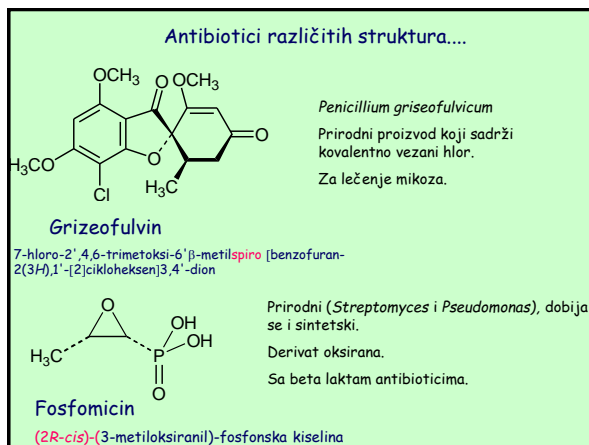 Antibiotici različitih struktura....
OCH3
O
OCH3
O
H3CO
O
H3C
Cl
Penicillium griseofulvicum
Prirodni proizvod koji sadrži
kovalentno vezani hlor.
Za lečenje mikoza.
Grizeofulvin
7-hloro-2',4,6-trimetoksi-6'β-metilspiro [benzofuran-
2(3H),1'-[2]cikloheksen]3,4'-dion
O
OH
OH
P
H3C
O
Prirodni (Streptomyces i Pseudomonas), dobija
se i sintetski.
Derivat oksirana.
Sa beta laktam antibioticima.
Fosfomicin
(2R-cis)-(3-metiloksiranil)-fosfonska kiselina